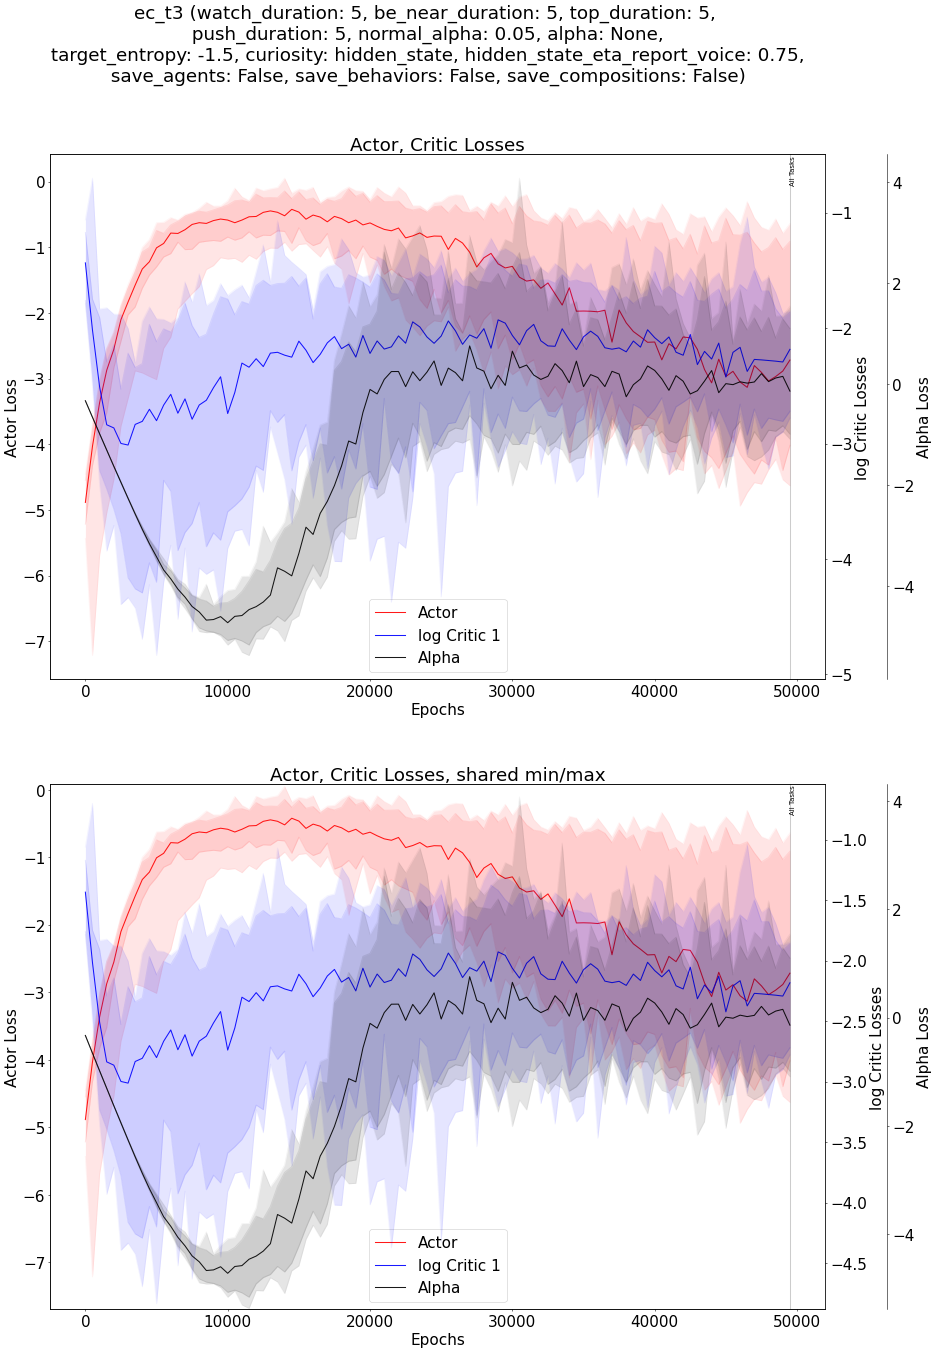 ec_t3 (watch_duration: 5, be_near_duration: 5, top_duration: 5,
push_duration: 5, normal_alpha: 0.05, alpha: None,
target_entropy: -1.5, curiosity: hidden_state, hidden_state_eta_report_voice: 0.75,
save_agents: False, save_behaviors: False, save_compositions: False)
Actor, Critic Losses
All Tasks
0
−1
−2
−3
−4
−5
−6
−7
Actor Loss
−1
−2
−3
−4
−5
log Critic Losses
4
2
0
−2
−4
Alpha Loss
Actor
log Critic 1
Alpha
0
10000
20000
30000
40000
50000
Epochs
Actor, Critic Losses, shared min/max
All Tasks
0
−1
−2
−3
−4
−5
−6
−7
Actor Loss
−1.0
−1.5
−2.0
−2.5
−3.0
−3.5
−4.0
−4.5
log Critic Losses
4
2
0
−2
−4
Alpha Loss
Actor
log Critic 1
Alpha
0
10000
20000
30000
40000
50000
Epochs